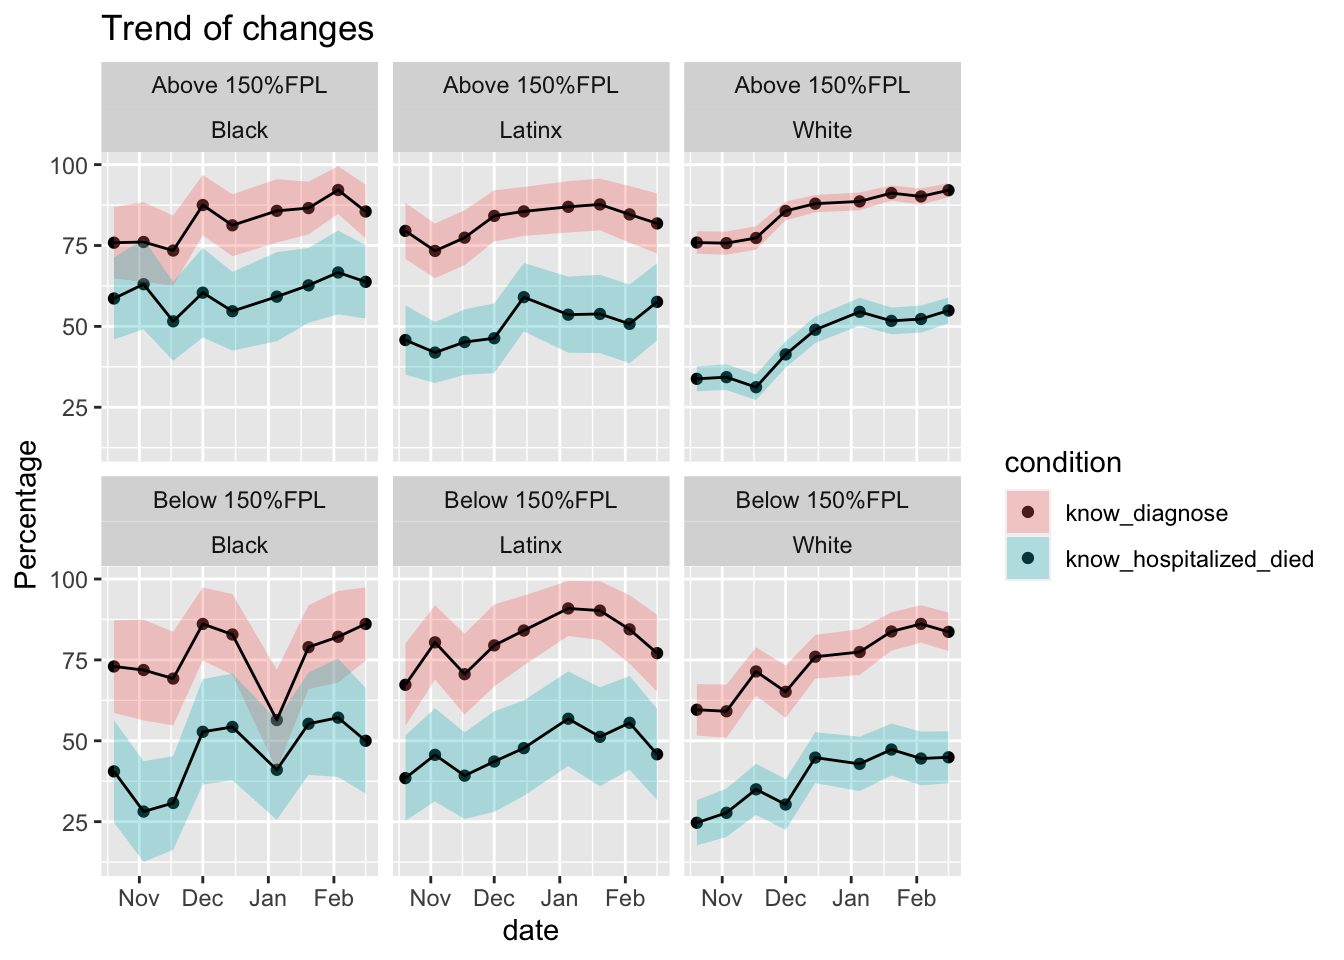 Trend of changes
Above 150%FPL
Above 150%FPL
Above 150%FPL
Black
Latinx
White
100
75
50
25
Below 150%FPL
Below 150%FPL
Below 150%FPL
Black
Latinx
White
100
75
50
25
Nov Dec Jan Feb
Nov Dec Jan Feb
Nov Dec Jan Feb
date
Percentage
condition
know_diagnose
know_hospitalized_died